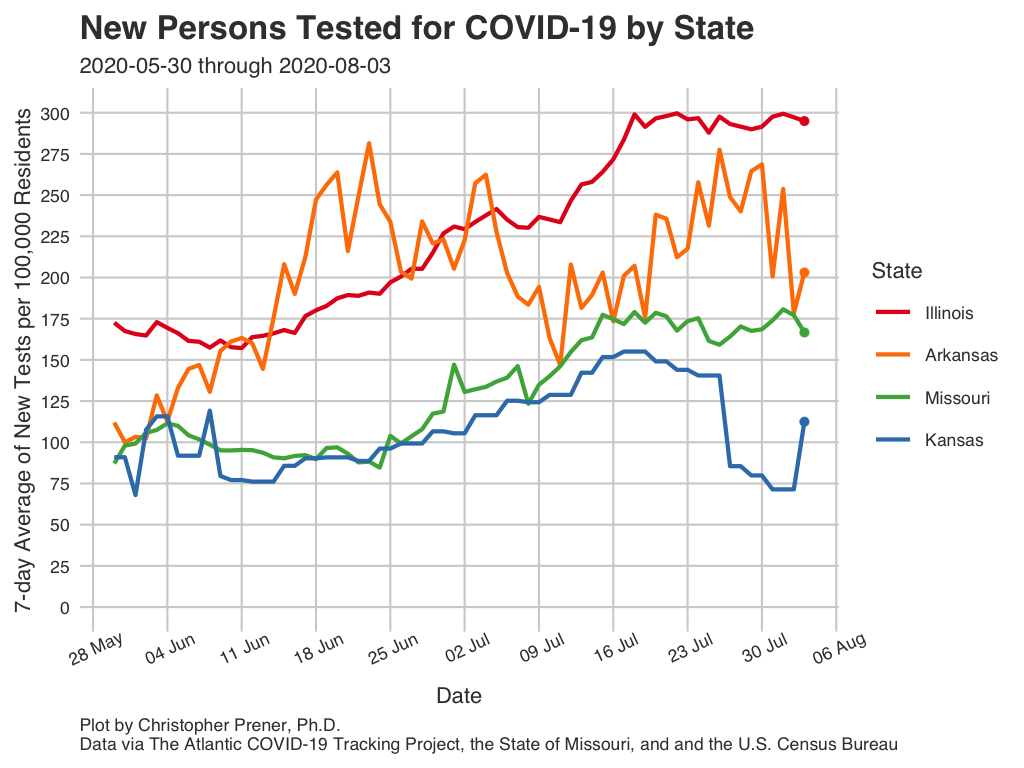 New Persons Tested for COVID-19 by State
2020-05-30 through 2020-08-03
7-day Average of New Tests per 100,000 Residents
300
275
250
225
200
175
150
125
100
75
50
25
0
28 May
04 Jun
11 Jun
18 Jun
25 Jun
02 Jul
09 Jul
16 Jul
23 Jul
30 Jul
06 Aug
Date
State
Illinois
Arkansas
Missouri
Kansas
Plot by Christopher Prener, Ph.D.
Data via The Atlantic COVID-19 Tracking Project, the State of Missouri, and and the U.S. Census Bureau